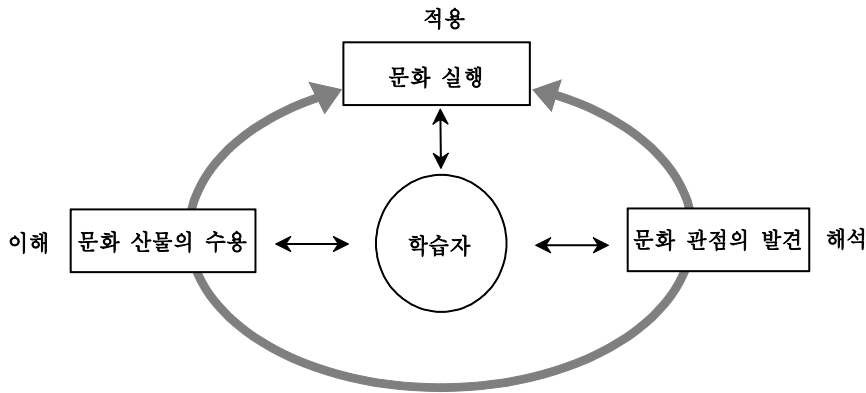 적용
문화 실행
이해
문화 산물의 수용
학습자
문화 관점의 발견
해석